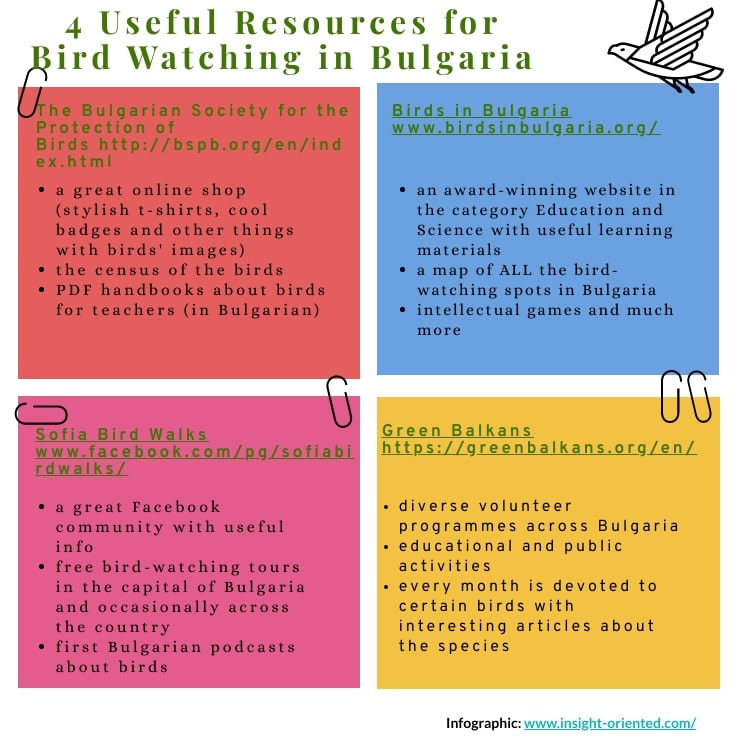 4 Useful Resources for
Bird Watching in Bulgaria
The Bulgarian Society for the
Protection of
Birds http://bspb.org/en/ind
ex.html
• a great online shop
(stylish t-shirts, cool
badges and other things
with birds' images)
• the census of the birds
• PDF handbooks about birds
for teachers (in Bulgarian)
Birds in Bulgaria
www.birdsinbulgaria.org/
• an award-winning website in
the category Education and
Science with useful learning
materials
• a map of ALL the bird-
watching spots in Bulgaria
• intellectual games and much
more
Sofia Bird Walks
www.facebook.com/pg/sofiabi
rdwalks/
• a great Facebook
community with useful
info
• free bird-watching tours
in the capital of Bulgaria
and occasionally across
the country
• first Bulgarian podcasts
about birds
Green Balkans
https://greenbalkans.org/en/
• diverse volunteer
programmes across Bulgaria
• educational and public
activities
• every month is devoted to
certain birds with
interesting articles about
the species
Infographic: www.insight-oriented.com/